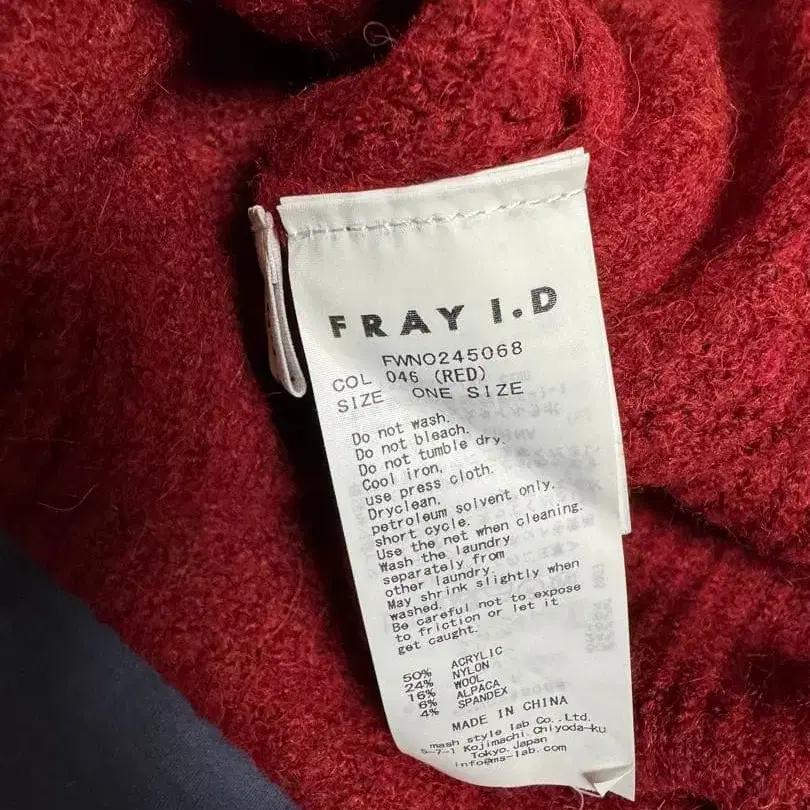 FRAY I.D
FWNO245068
COL 046 (RED)
SIZE ONE SIZE
Do not wash.
Do not bleach.
Do not tumble dry.
Cool iron,
use press cloth.
Dryclean,
petroleum solvent only,
short cycle.
Use the net when cleaning.
Wash the laundry
separately from
other laundry.
May shrink slightly when
washed.
Be careful not to expose
to friction or let it
get caught.
50% ACRYLIC
24% NYLON
16% WOOL
6% ALPACA
4% SPANDEX
MADE IN CHINA
mash style lab Co., Ltd.
5-7-1 Kojimachi, Chiyoda-ku
Tokyo, Japan
info@ms-lab.com